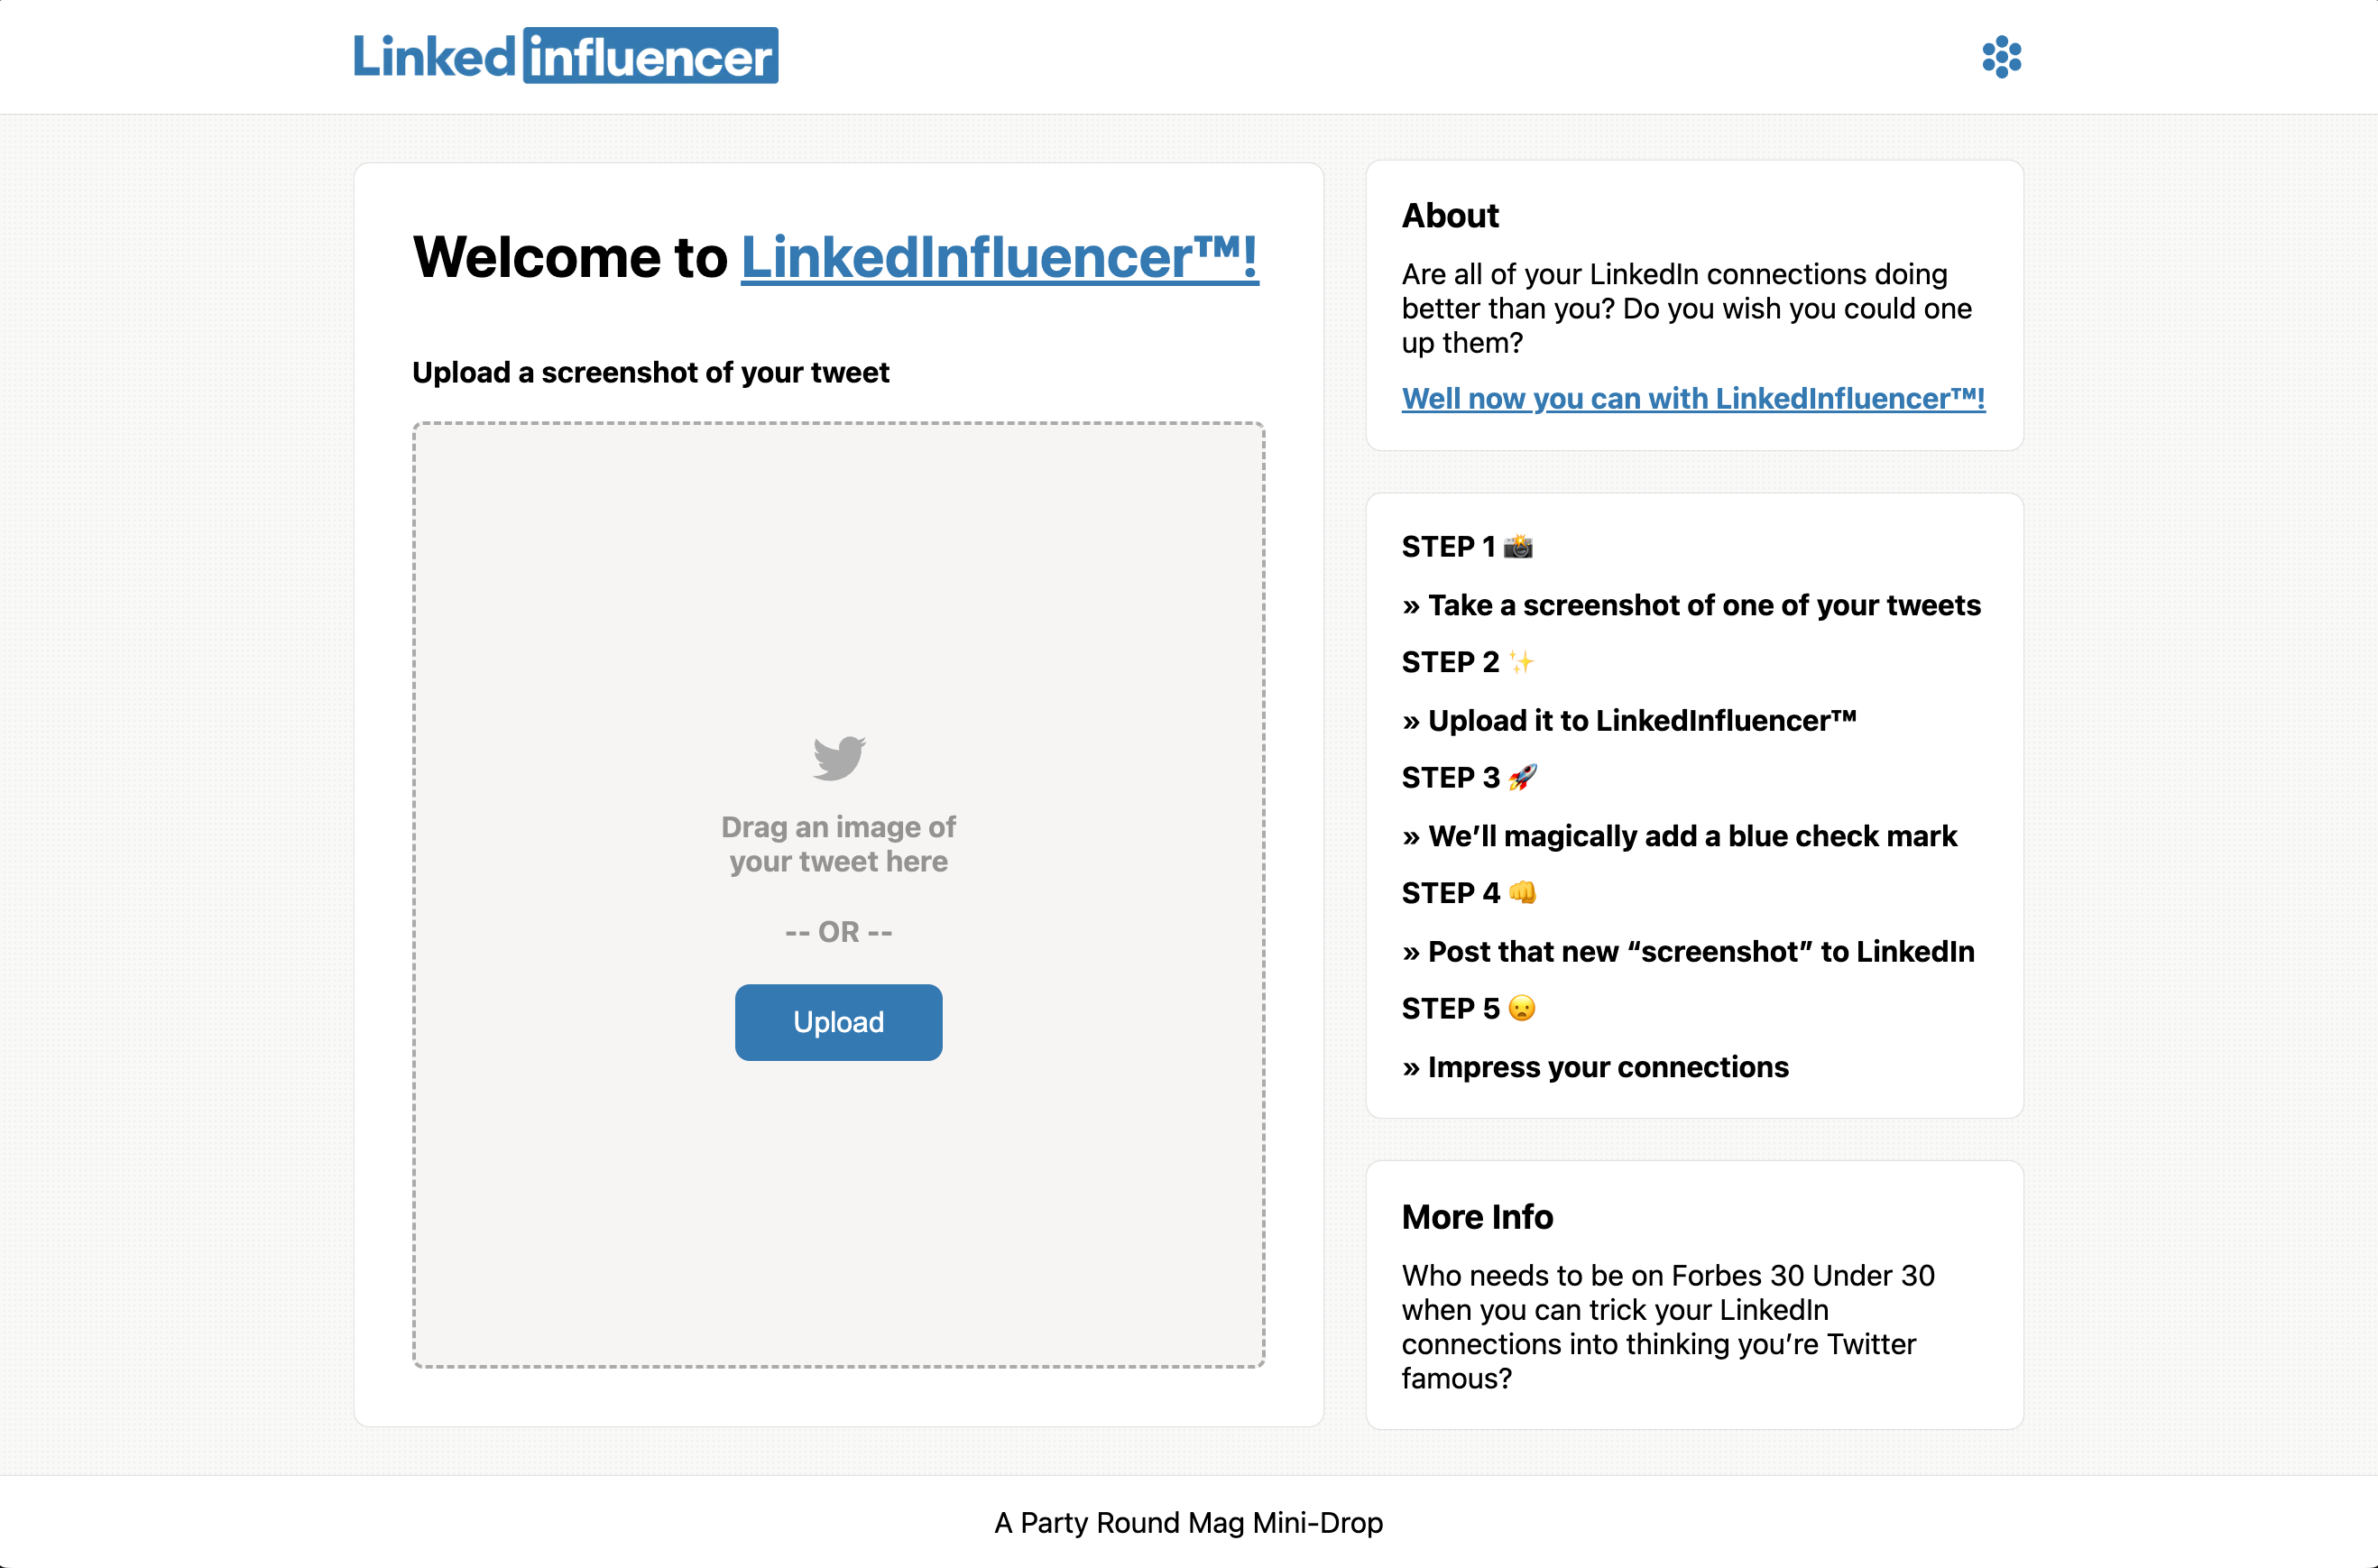 Linked influencer
Welcome to LinkedInfluencer™!
Upload a screenshot of your tweet
Drag an image of
your tweet here
-- OR --
Upload
About
Are all of your LinkedIn connections doing
better than you? Do you wish you could one
up them?
Well now you can with LinkedInfluencer™!
STEP 1 📸
» Take a screenshot of one of your tweets
STEP 2 ✨
» Upload it to LinkedInfluencer™
STEP 3 🚀
» We’ll magically add a blue check mark
STEP 4 👊
» Post that new “screenshot” to LinkedIn
STEP 5 😦
» Impress your connections
More Info
Who needs to be on Forbes 30 Under 30
when you can trick your LinkedIn
connections into thinking you’re Twitter
famous?
A Party Round Mag Mini-Drop